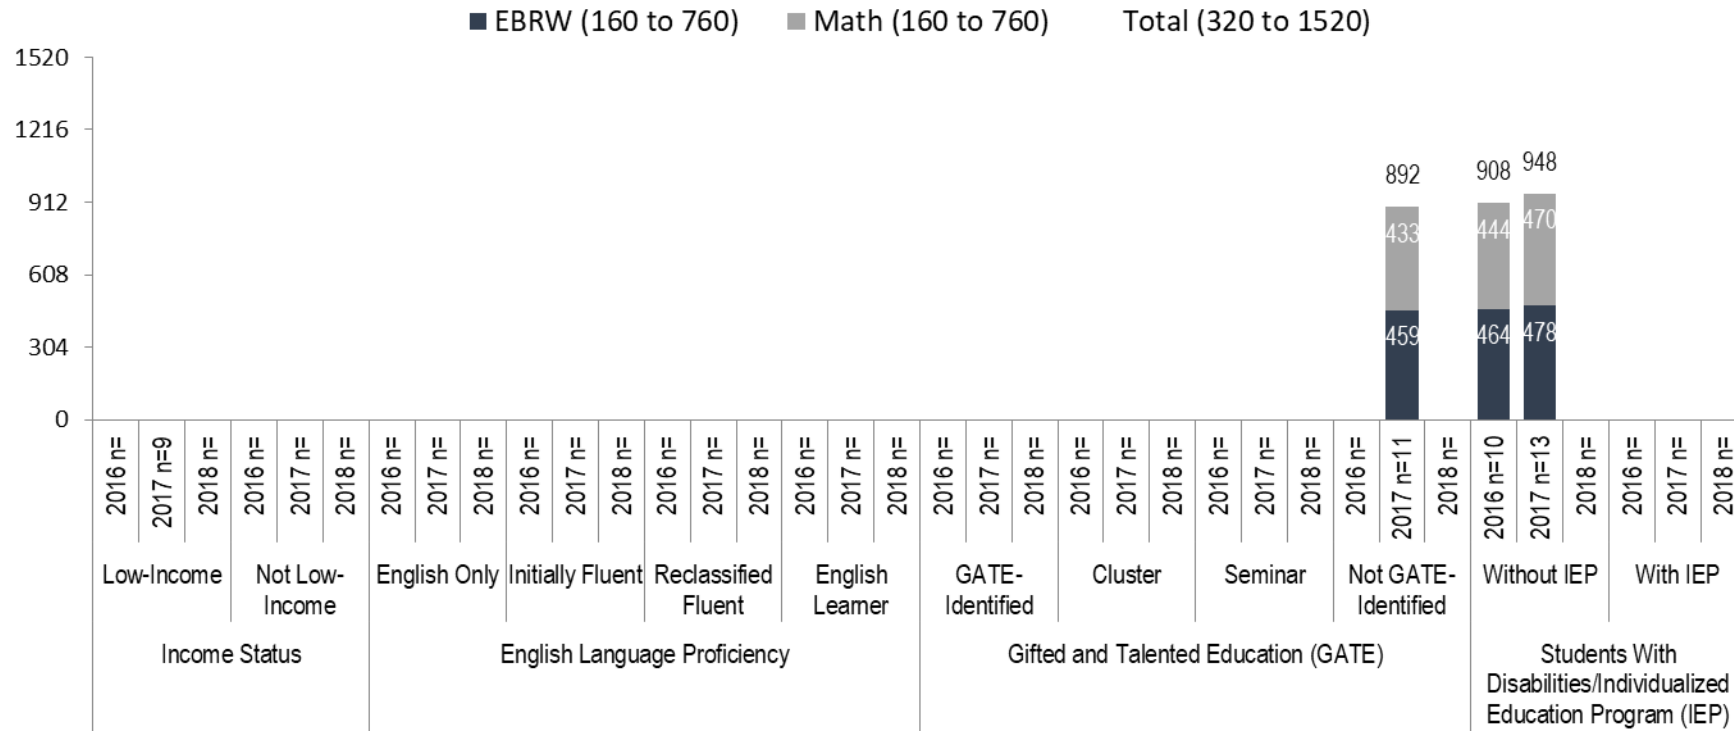 EBRW (160 to 760) Math (160 to 760) Total (320 to 1520)
1520
1216
912
608
304
0
892
433
459
908
444
464
948
470
478
2016 n=
2017 n=9
2018 n=
2016 n=
2017 n=
2018 n=
2016 n=
2017 n=
2018 n=
2016 n=
2017 n=
2018 n=
2016 n=
2017 n=
2018 n=
2016 n=
2017 n=
2018 n=
2016 n=
2017 n=
2018 n=
2016 n=
2017 n=
2018 n=
2016 n=
2017 n=
2018 n=
2016 n=
2017 n=11
2018 n=
2016 n=10
2017 n=13
2018 n=
2016 n=
2017 n=
2018 n=
Low-Income
Not Low-
Income
English Only
Initially Fluent
Reclassified
Fluent
English
Learner
GATE-
Identified
Cluster
Seminar
Not GATE-
Identified
Without IEP
With IEP
Income Status
English Language Proficiency
Gifted and Talented Education (GATE)
Students With
Disabilities/Individualized
Education Program (IEP)